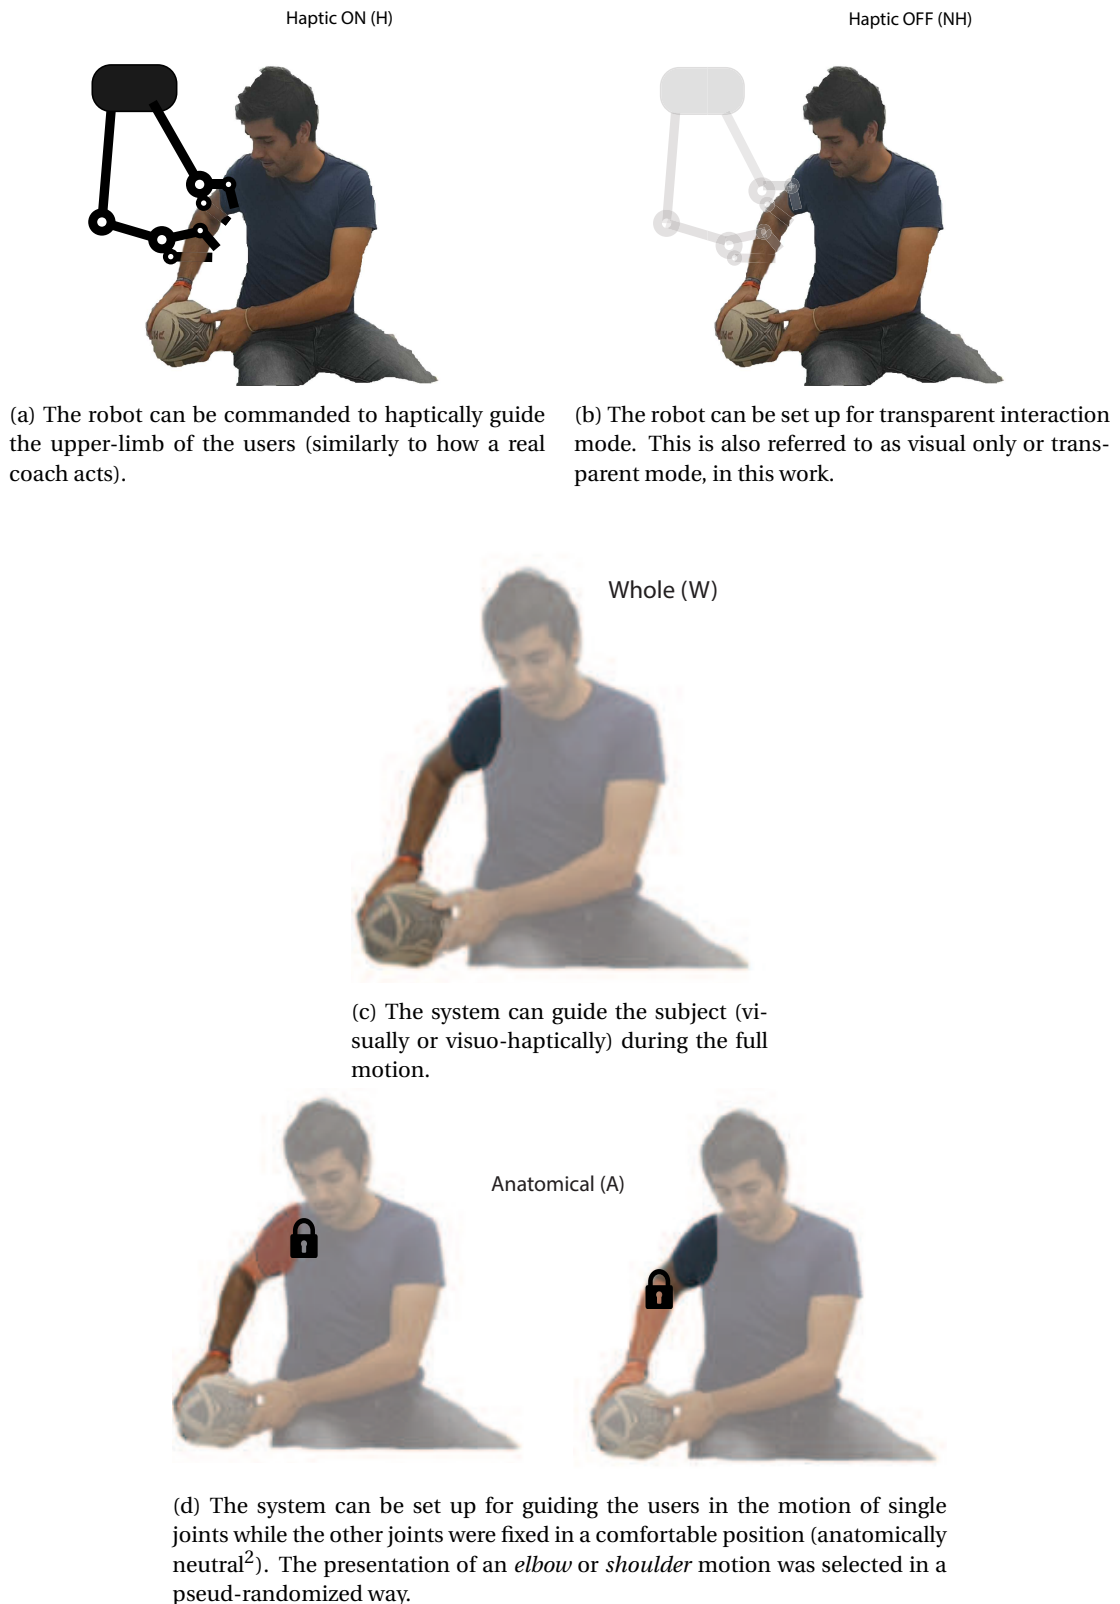 Haptic ON (H)
Haptic OFF (NH)
(a) The robot can be commanded to haptically guide
the upper-limb of the users (similarly to how a real
coach acts).
(b) The robot can be set up for transparent interaction
mode. This is also referred to as visual only or trans-
parent mode, in this work.
Whole (W)
(c) The system can guide the subject (vi-
sually or visuo-haptically) during the full
motion.
Anatomical (A)
(d) The system can be set up for guiding the users in the motion of single
joints while the other joints were fixed in a comfortable position (anatomically
neutral²). The presentation of an elbow or shoulder motion was selected in a
pseud-randomized way.